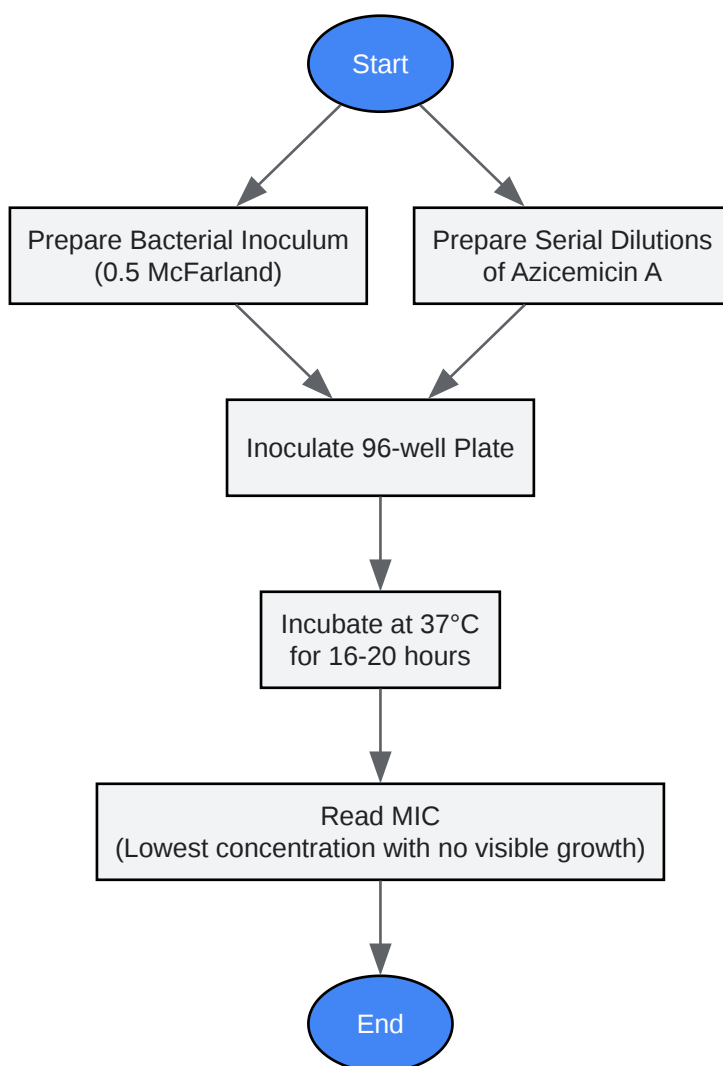 Start
Prepare Bacterial Inoculum
(0.5 McFarland)
Prepare Serial Dilutions
of Azicemicin A
Inoculate 96-well Plate
Incubate at 37°C
for 16-20 hours
Read MIC
(Lowest concentration with no visible growth)
End